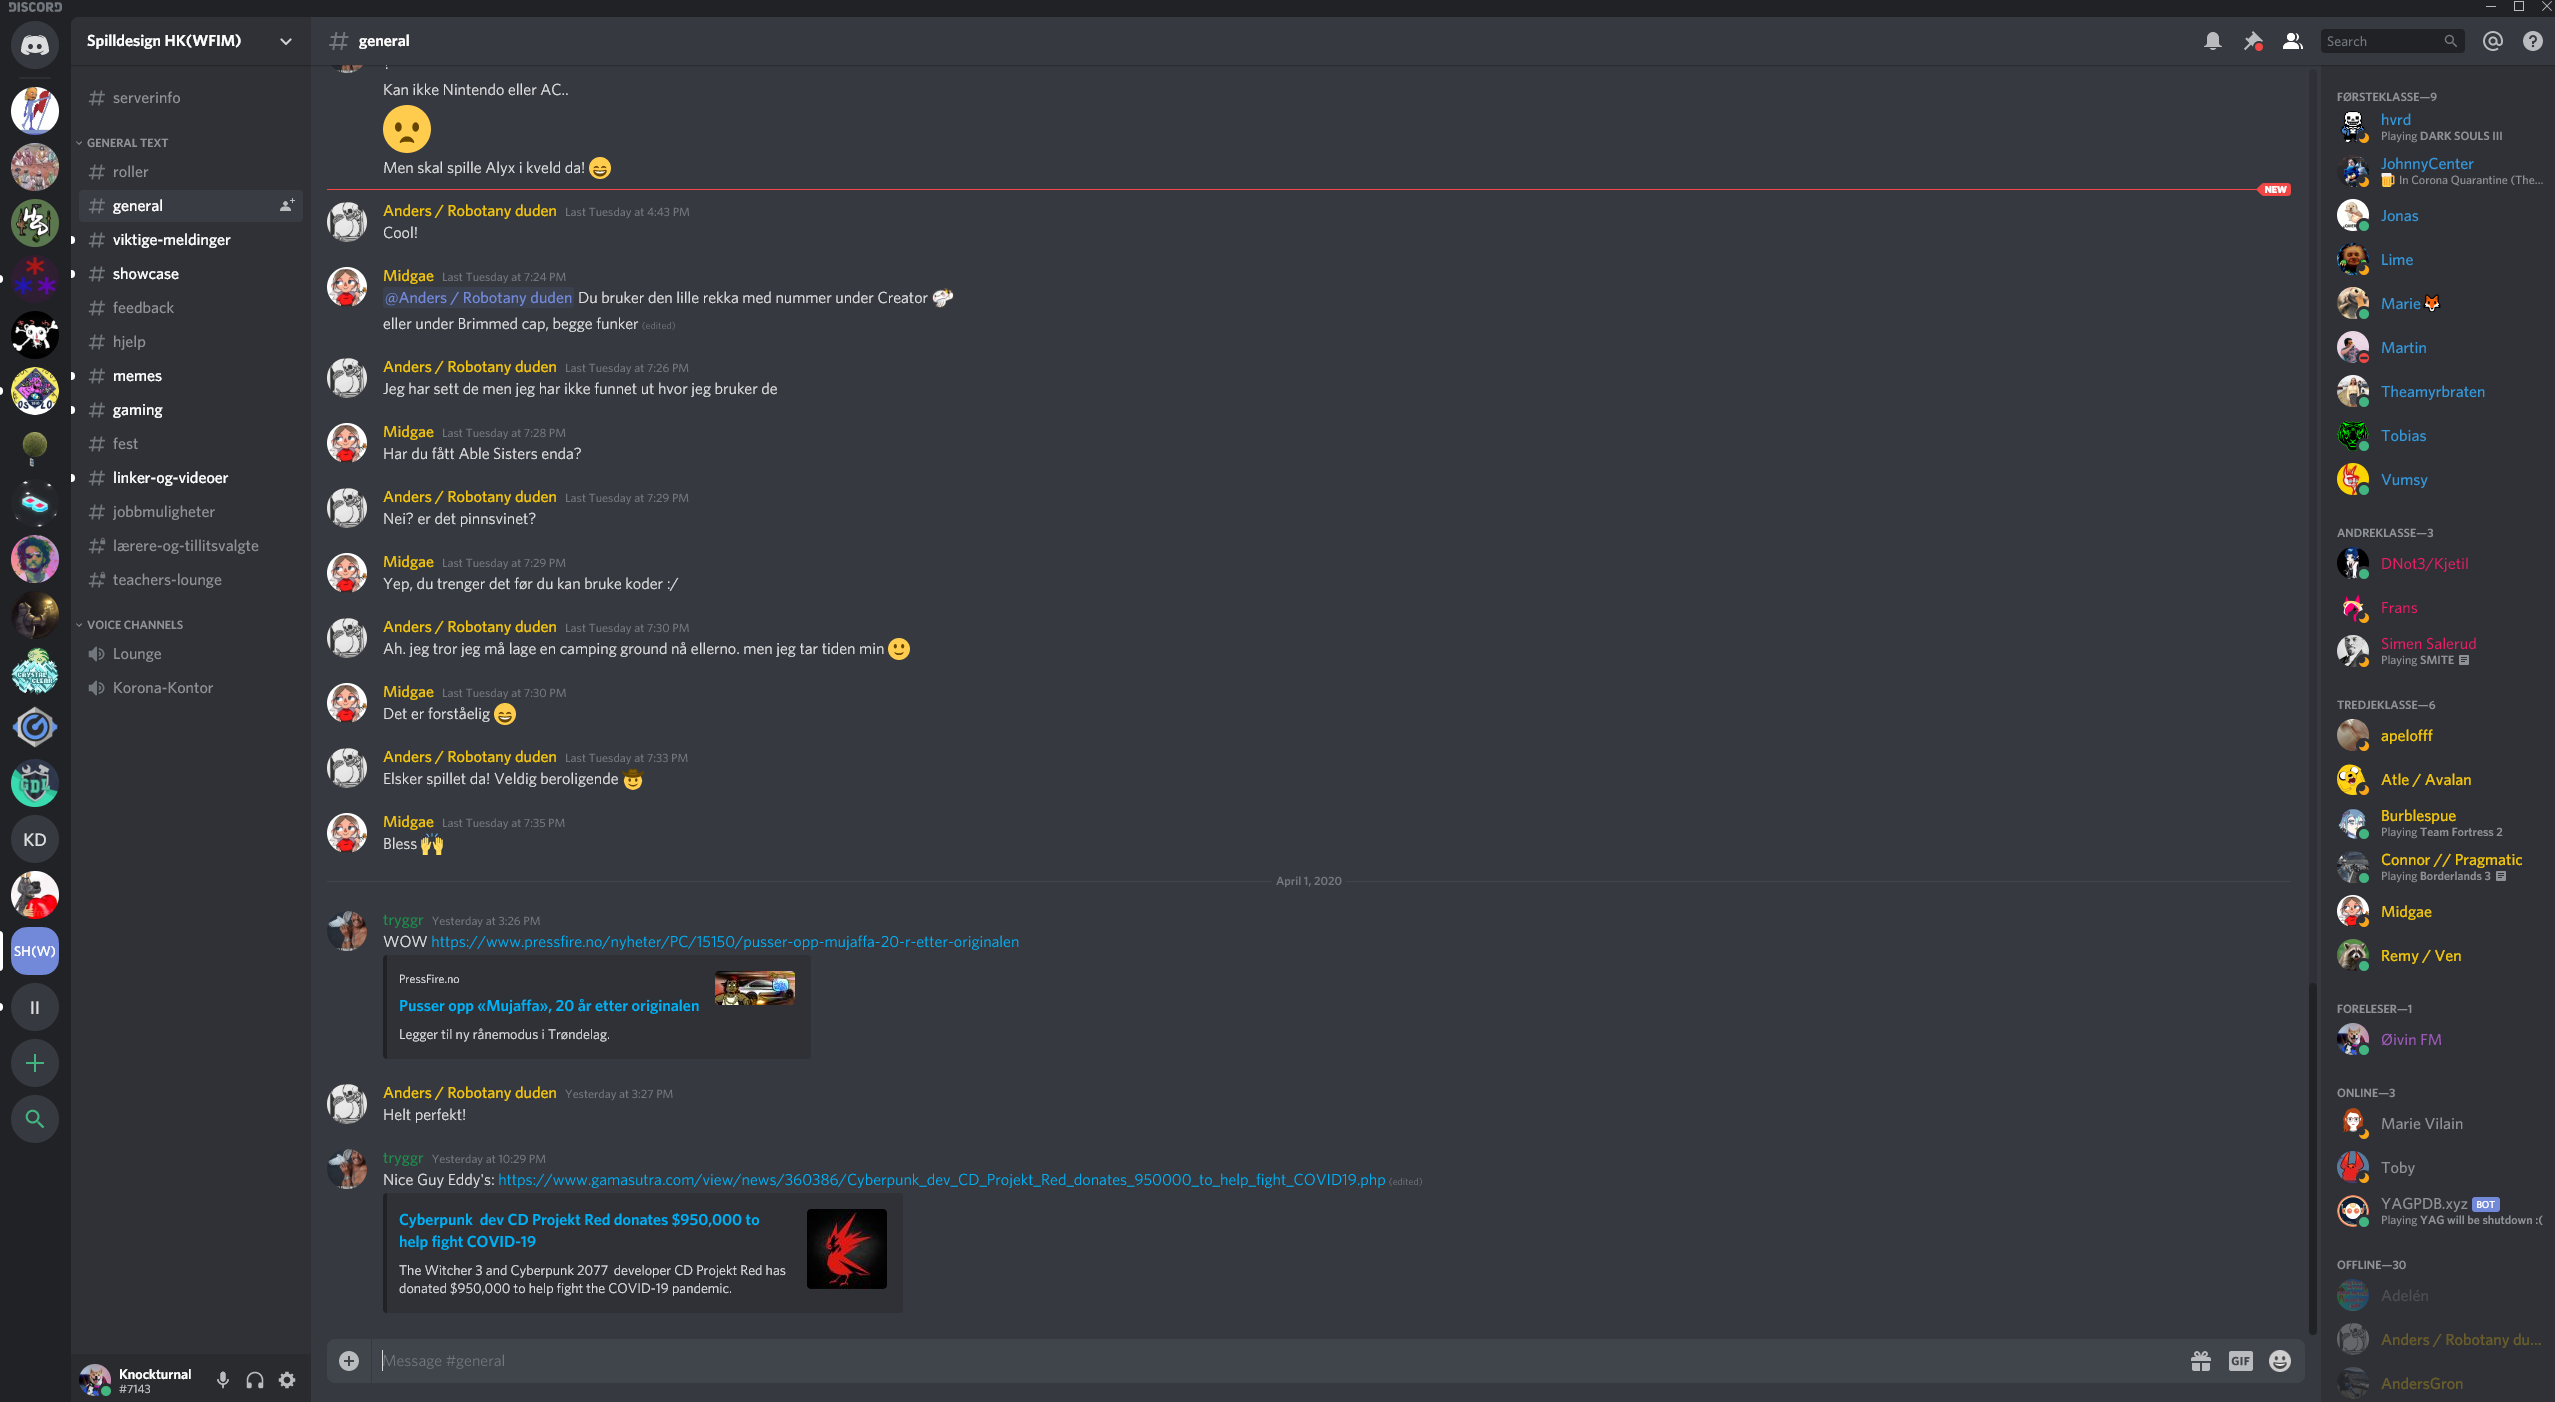 DISCORD
Spilldesign HK(WFIM)
serverinfo
GENERAL TEXT
roller
general
viktige-meldinger
showcase
feedback
hjelp
memes
gaming
fest
linker-og-videoer
jobbmuligheter
lærere-og-tillitsvalgte
teachers-lounge
VOICE CHANNELS
Lounge
Korona-Kontor
KD
SH(W)
II
Knockturnal
#7143
general
Search
Kan ikke Nintendo eller AC..
Men skal spille Alyx i kveld da!
NEW
Anders / Robotany duden Last Tuesday at 4:43 PM
Cool!
Midgae Last Tuesday at 7:24 PM
@Anders / Robotany duden Du bruker den lille rekka med nummer under Creator
eller under Brimmed cap, begge funker (edited)
Anders / Robotany duden Last Tuesday at 7:26 PM
Jeg har sett de men jeg har ikke funnet ut hvor jeg bruker de
Midgae Last Tuesday at 7:28 PM
Har du fått Able Sisters enda?
Anders / Robotany duden Last Tuesday at 7:29 PM
Nei? er det pinnsvinet?
Midgae Last Tuesday at 7:29 PM
Yep, du trenger det før du kan bruke koder :/
Anders / Robotany duden Last Tuesday at 7:30 PM
Ah. jeg tror jeg må lage en camping ground nå ellerno. men jeg tar tiden min
Midgae Last Tuesday at 7:30 PM
Det er forståelig
Anders / Robotany duden Last Tuesday at 7:33 PM
Elsker spillet da! Veldig beroligende
Midgae Last Tuesday at 7:35 PM
Bless
April 1, 2020
tryggr Yesterday at 3:26 PM
WOW https://www.pressfire.no/nyheter/PC/15150/pusser-opp-mujaffa-20-r-etter-originalen
PressFire.no
Pusser opp «Mujaffa», 20 år etter originalen
Legger til ny rånemodus i Trøndelag.
Anders / Robotany duden Yesterday at 3:27 PM
Helt perfekt!
tryggr Yesterday at 10:29 PM
Nice Guy Eddy's: https://www.gamasutra.com/view/news/360386/Cyberpunk_dev_CD_Projekt_Red_donates_950000_to_help_fight_COVID19.php (edited)
Cyberpunk dev CD Projekt Red donates $950,000 to
help fight COVID-19
The Witcher 3 and Cyberpunk 2077 developer CD Projekt Red has
donated $950,000 to help fight the COVID-19 pandemic.
Message #general
GIF
FØRSTEKLASSE—9
hvrd
Playing DARK SOULS III
JohnnyCenter
In Corona Quarantine (The...
Jonas
Lime
Marie
Martin
Theamyrbraten
Tobias
Vumsy
ANDREKLASSE—3
DNot3/Kjetil
Frans
Simen Salerud
Playing SMITE
TREDJEKLASSE—6
apelofff
Atle / Avalan
Burblespue
Playing Team Fortress 2
Connor // Pragmatic
Playing Borderlands 3
Midgae
Remy / Ven
FORELESER—1
Øivin FM
ONLINE—3
Marie Vilain
Toby
YAGPDB.xyz BOT
Playing YAG will be shutdown :(
OFFLINE—30
Adelén
Anders / Robotany du...
AndersGron